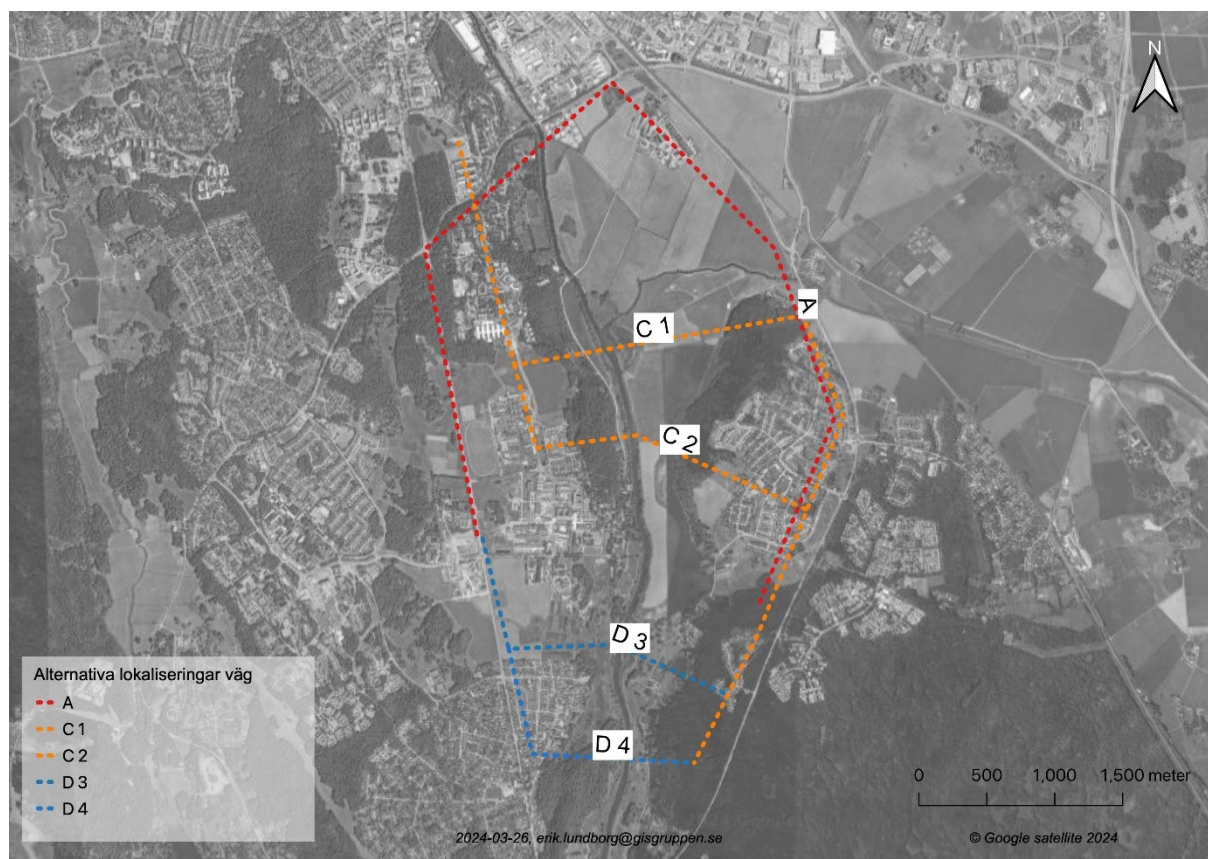 N
A
C 1
C 2
D 3
D 4
Alternativa lokaliseringar väg
A
C 1
C 2
D 3
D 4
0 500 1,000 1,500 meter
2024-03-26, erik.lundborg@gisgruppen.se
© Google satellite 2024